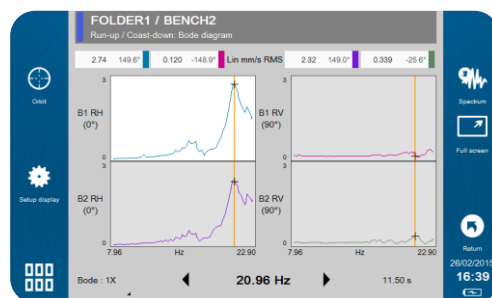 FOLDER1 / BENCH2
Run-up / Coast-down: Bode diagram
2.74 149.6° 0.120 -148.9° Lin mm/s RMS 2.32 149.0° 0.339 -25.6°
Orbit
Setup display
3
B1 RH
(0°)
0
3
B1 RV
(90°)
0
3
B2 RH
(0°)
0
3
B2 RV
(90°)
0
7.96 Hz 22.90 7.96 Hz 22.90
Bode : 1X 20.96 Hz 11.50 s
Spectrum
Full screen
Return
26/02/2015
16:39